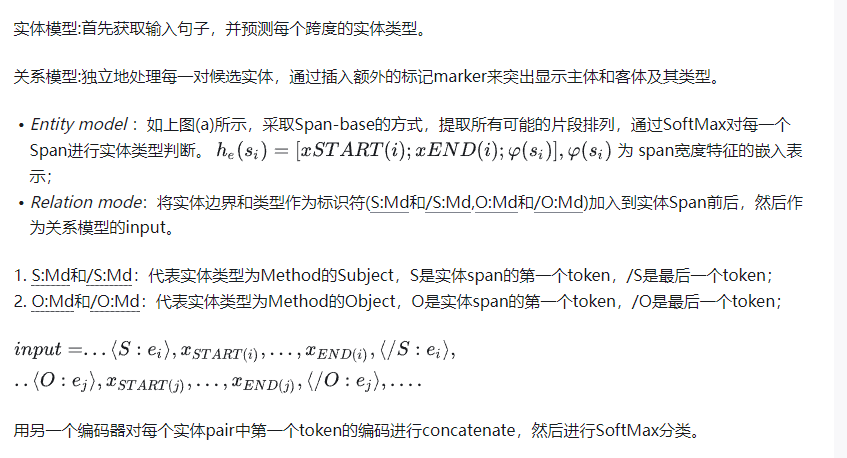 实体模型:首先获取输入句子，并预测每个跨度的实体类型。
关系模型:独立地处理每一对候选实体，通过插入额外的标记marker来突出显示主体和客体及其类型。
• Entity model ：如上图(a)所示，采取Span-base的方式，提取所有可能的片段排列，通过SoftMax对每一个
Span进行实体类型判断。 h_e(s_i) = [xSTART(i); xEND(i); φ(s_i)], φ(s_i) 为 span宽度特征的嵌入表
示；
• Relation mode：将实体边界和类型作为标识符(S:Md和/S:Md,O:Md和/O:Md)加入到实体Span前后，然后作
为关系模型的input。
1. S:Md和/S:Md：代表实体类型为Method的Subject，S是实体span的第一个token，/S是最后一个token；
2. O:Md和/O:Md：代表实体类型为Method的Object，O是实体span的第一个token，/O是最后一个token；
input = ... ⟨S : e_i⟩, x_{START(i)}, ..., x_{END(i)}, ⟨/S : e_i⟩,
.. ⟨O : e_j⟩, x_{START(j)}, ..., x_{END(j)}, ⟨/O : e_j⟩, ....
用另一个编码器对每个实体pair中第一个token的编码进行concatenate，然后进行SoftMax分类。